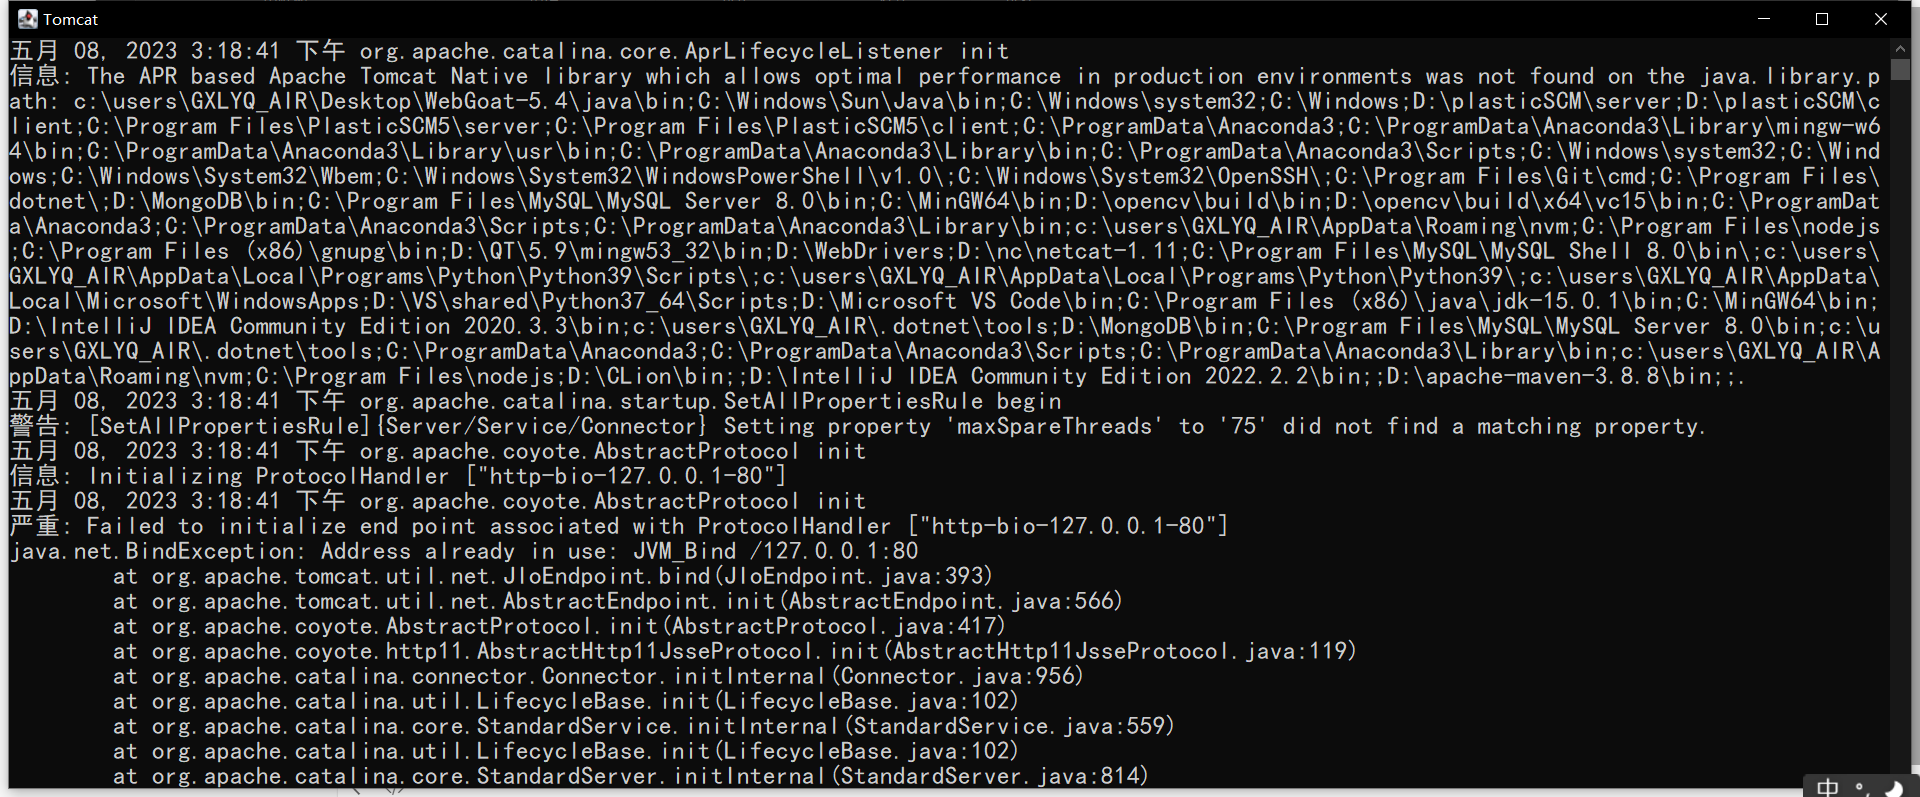 Tomcat
五月 08, 2023 3:18:41 下午 org.apache.catalina.core.AprLifecycleListener init
信息: The APR based Apache Tomcat Native library which allows optimal performance in production environments was not found on the java.library.p
ath: c:\users\GXLYQ_AIR\Desktop\WebGoat-5.4\java\bin;C:\Windows\Sun\Java\bin;C:\Windows\system32;C:\Windows;D:\plasticSCM\server;D:\plasticSCM\c
lient;C:\Program Files\PlasticSCM5\server;C:\Program Files\PlasticSCM5\client;C:\ProgramData\Anaconda3;C:\ProgramData\Anaconda3\Library\mingw-w6
4\bin;C:\ProgramData\Anaconda3\Library\usr\bin;C:\ProgramData\Anaconda3\Library\bin;C:\ProgramData\Anaconda3\Scripts;C:\Windows\system32;C:\Wind
ows;C:\Windows\System32\Wbem;C:\Windows\System32\WindowsPowerShell\v1.0\;C:\Windows\System32\OpenSSH\;C:\Program Files\Git\cmd;C:\Program Files\
dotnet\;D:\MongoDB\bin;C:\Program Files\MySQL\MySQL Server 8.0\bin;C:\MinGW64\bin;D:\opencv\build\bin;D:\opencv\build\x64\vc15\bin;C:\ProgramDat
a\Anaconda3;C:\ProgramData\Anaconda3\Scripts;C:\ProgramData\Anaconda3\Library\bin;c:\users\GXLYQ_AIR\AppData\Roaming\nvm;C:\Program Files\nodejs
;C:\Program Files (x86)\gnupg\bin;D:\QT\5.9\mingw53_32\bin;D:\WebDrivers;D:\nc\netcat-1.11;C:\Program Files\MySQL\MySQL Shell 8.0\bin\;c:\users\
GXLYQ_AIR\AppData\Local\Programs\Python\Python39\Scripts\;c:\users\GXLYQ_AIR\AppData\Local\Programs\Python\Python39\;c:\users\GXLYQ_AIR\AppData\
Local\Microsoft\WindowsApps;D:\VS\shared\Python37_64\Scripts;D:\Microsoft VS Code\bin;C:\Program Files (x86)\java\jdk-15.0.1\bin;C:\MinGW64\bin;
D:\IntelliJ IDEA Community Edition 2020.3.3\bin;c:\users\GXLYQ_AIR\.dotnet\tools;D:\MongoDB\bin;C:\Program Files\MySQL\MySQL Server 8.0\bin;c:\u
sers\GXLYQ_AIR\.dotnet\tools;C:\ProgramData\Anaconda3;C:\ProgramData\Anaconda3\Scripts;C:\ProgramData\Anaconda3\Library\bin;c:\users\GXLYQ_AIR\A
ppData\Roaming\nvm;C:\Program Files\nodejs;D:\CLion\bin;;D:\IntelliJ IDEA Community Edition 2022.2.2\bin;;D:\apache-maven-3.8.8\bin;;.
五月 08, 2023 3:18:41 下午 org.apache.catalina.startup.SetAllPropertiesRule begin
警告: [SetAllPropertiesRule]{Server/Service/Connector} Setting property 'maxSpareThreads' to '75' did not find a matching property.
五月 08, 2023 3:18:41 下午 org.apache.coyote.AbstractProtocol init
信息: Initializing ProtocolHandler ["http-bio-127.0.0.1-80"]
五月 08, 2023 3:18:41 下午 org.apache.coyote.AbstractProtocol init
严重: Failed to initialize end point associated with ProtocolHandler ["http-bio-127.0.0.1-80"]
java.net.BindException: Address already in use: JVM_Bind /127.0.0.1:80
at org.apache.tomcat.util.net.JIoEndpoint.bind(JIoEndpoint.java:393)
at org.apache.tomcat.util.net.AbstractEndpoint.init(AbstractEndpoint.java:566)
at org.apache.coyote.AbstractProtocol.init(AbstractProtocol.java:417)
at org.apache.coyote.http11.AbstractHttp11JsseProtocol.init(AbstractHttp11JsseProtocol.java:119)
at org.apache.catalina.connector.Connector.initInternal(Connector.java:956)
at org.apache.catalina.util.LifecycleBase.init(LifecycleBase.java:102)
at org.apache.catalina.core.StandardService.initInternal(StandardService.java:559)
at org.apache.catalina.util.LifecycleBase.init(LifecycleBase.java:102)
at org.apache.catalina.core.StandardServer.initInternal(StandardServer.java:814)
中